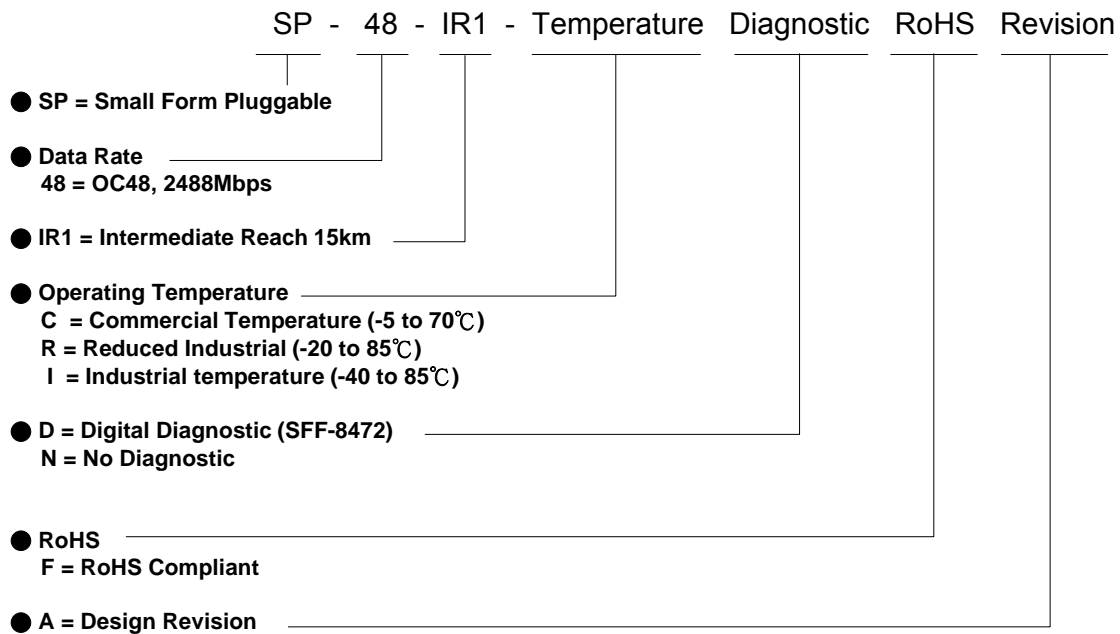 SP - 48 - IR1 - Temperature Diagnostic RoHS Revision
● SP = Small Form Pluggable
● Data Rate
48 = OC48, 2488Mbps
● IR1 = Intermediate Reach 15km
● Operating Temperature
C = Commercial Temperature (-5 to 70℃)
R = Reduced Industrial (-20 to 85℃)
I = Industrial temperature (-40 to 85℃)
● D = Digital Diagnostic (SFF-8472)
N = No Diagnostic
● RoHS
F = RoHS Compliant
● A = Design Revision